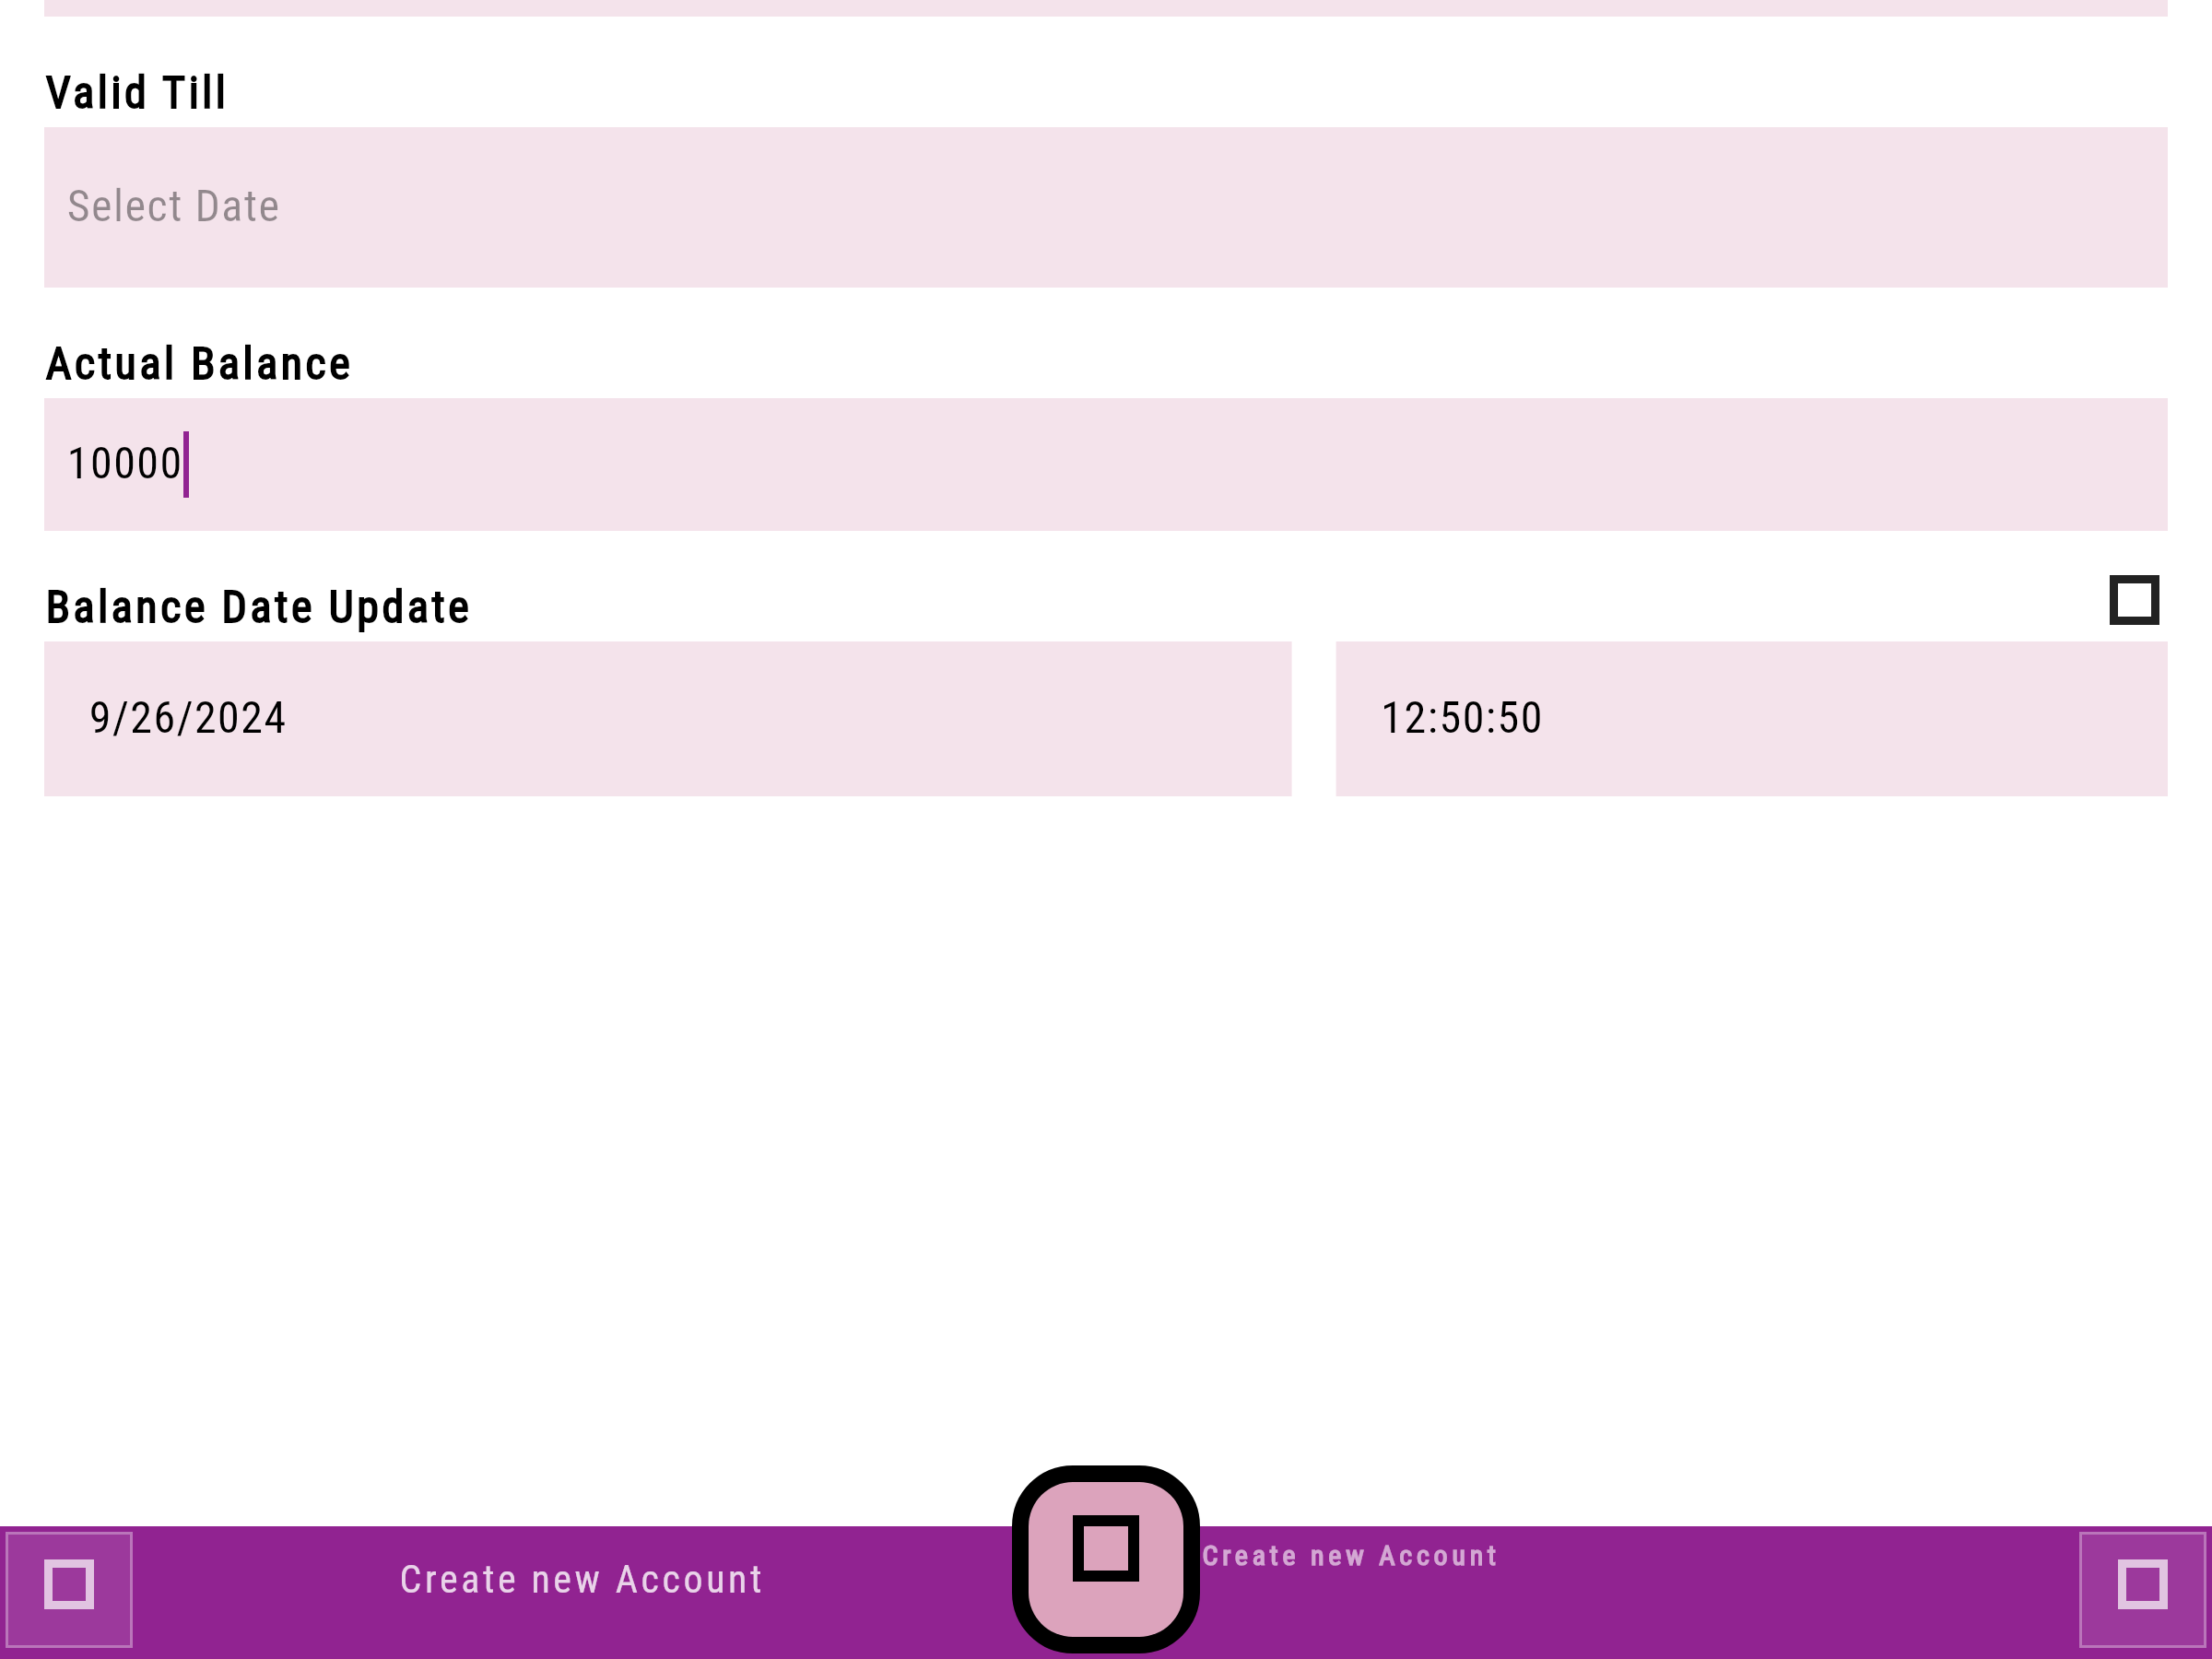 Valid Till
Select Date
Actual Balance
10000
Balance Date Update
9/26/2024
12:50:50
Create new Account
Create new Account